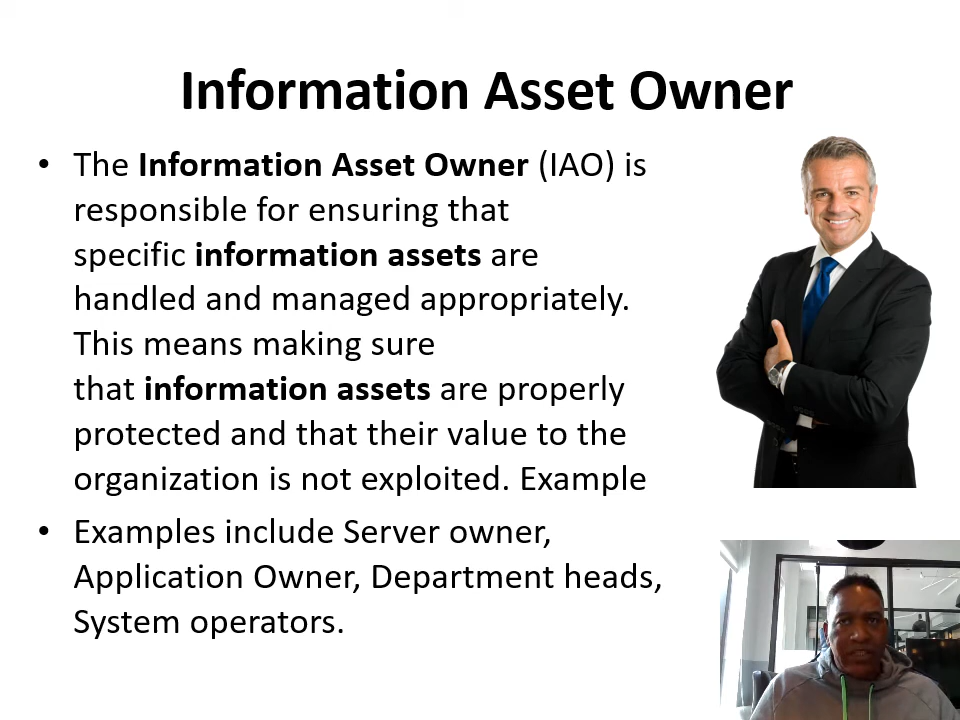 Information Asset Owner
• The Information Asset Owner (IAO) is
responsible for ensuring that
specific information assets are
handled and managed appropriately.
This means making sure
that information assets are properly
protected and that their value to the
organization is not exploited. Example
• Examples include Server owner,
Application Owner, Department heads,
System operators.